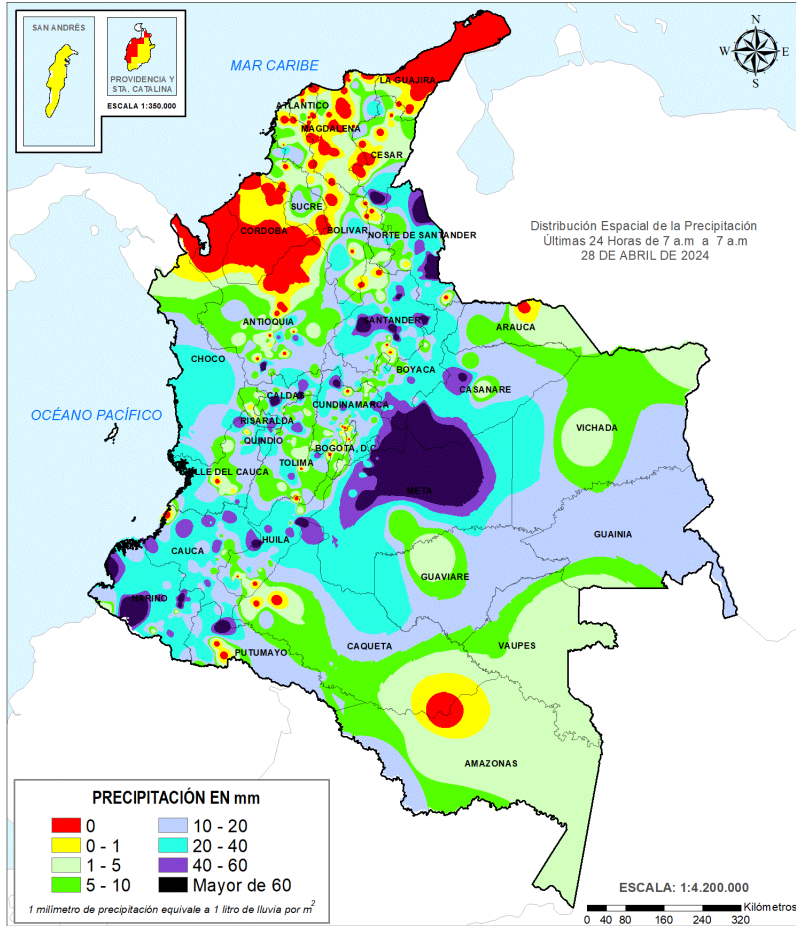 SAN ANDRÉS
PROVIDENCIA Y
STA. CATALINA
ESCALA 1:350.000
MAR CARIBE
N
W
E
S
LA GUAJIRA
ATLANTICO
MAGDALENA
CESAR
SUCRE
CORDOBA
BOLIVAR
NORTE DE SANTANDER
Distribución Espacial de la Precipitación
Últimas 24 Horas de 7 a.m a 7 a.m
28 DE ABRIL DE 2024
ANTIOQUIA
SANTANDER
ARAUCA
CHOCO
BOYACA
CASANARE
OCÉANO PACÍFICO
CALDAS
CUNDINAMARCA
RISARALDA
VICHADA
QUINDIO
BOGOTA, D.C.
TOLIMA
VALLE DEL CAUCA
META
GUAINIA
CAUCA
HUILA
GUAVIARE
NARIÑO
PUTUMAYO
CAQUETA
VAUPES
AMAZONAS
PRECIPITACIÓN EN mm
0
10 - 20
0 - 1
20 - 40
1 - 5
40 - 60
5 - 10
Mayor de 60
1 milímetro de precipitación equivale a 1 litro de lluvia por m2
ESCALA: 1:4.200.000
Kilómetros
0 40 80 160 240 320